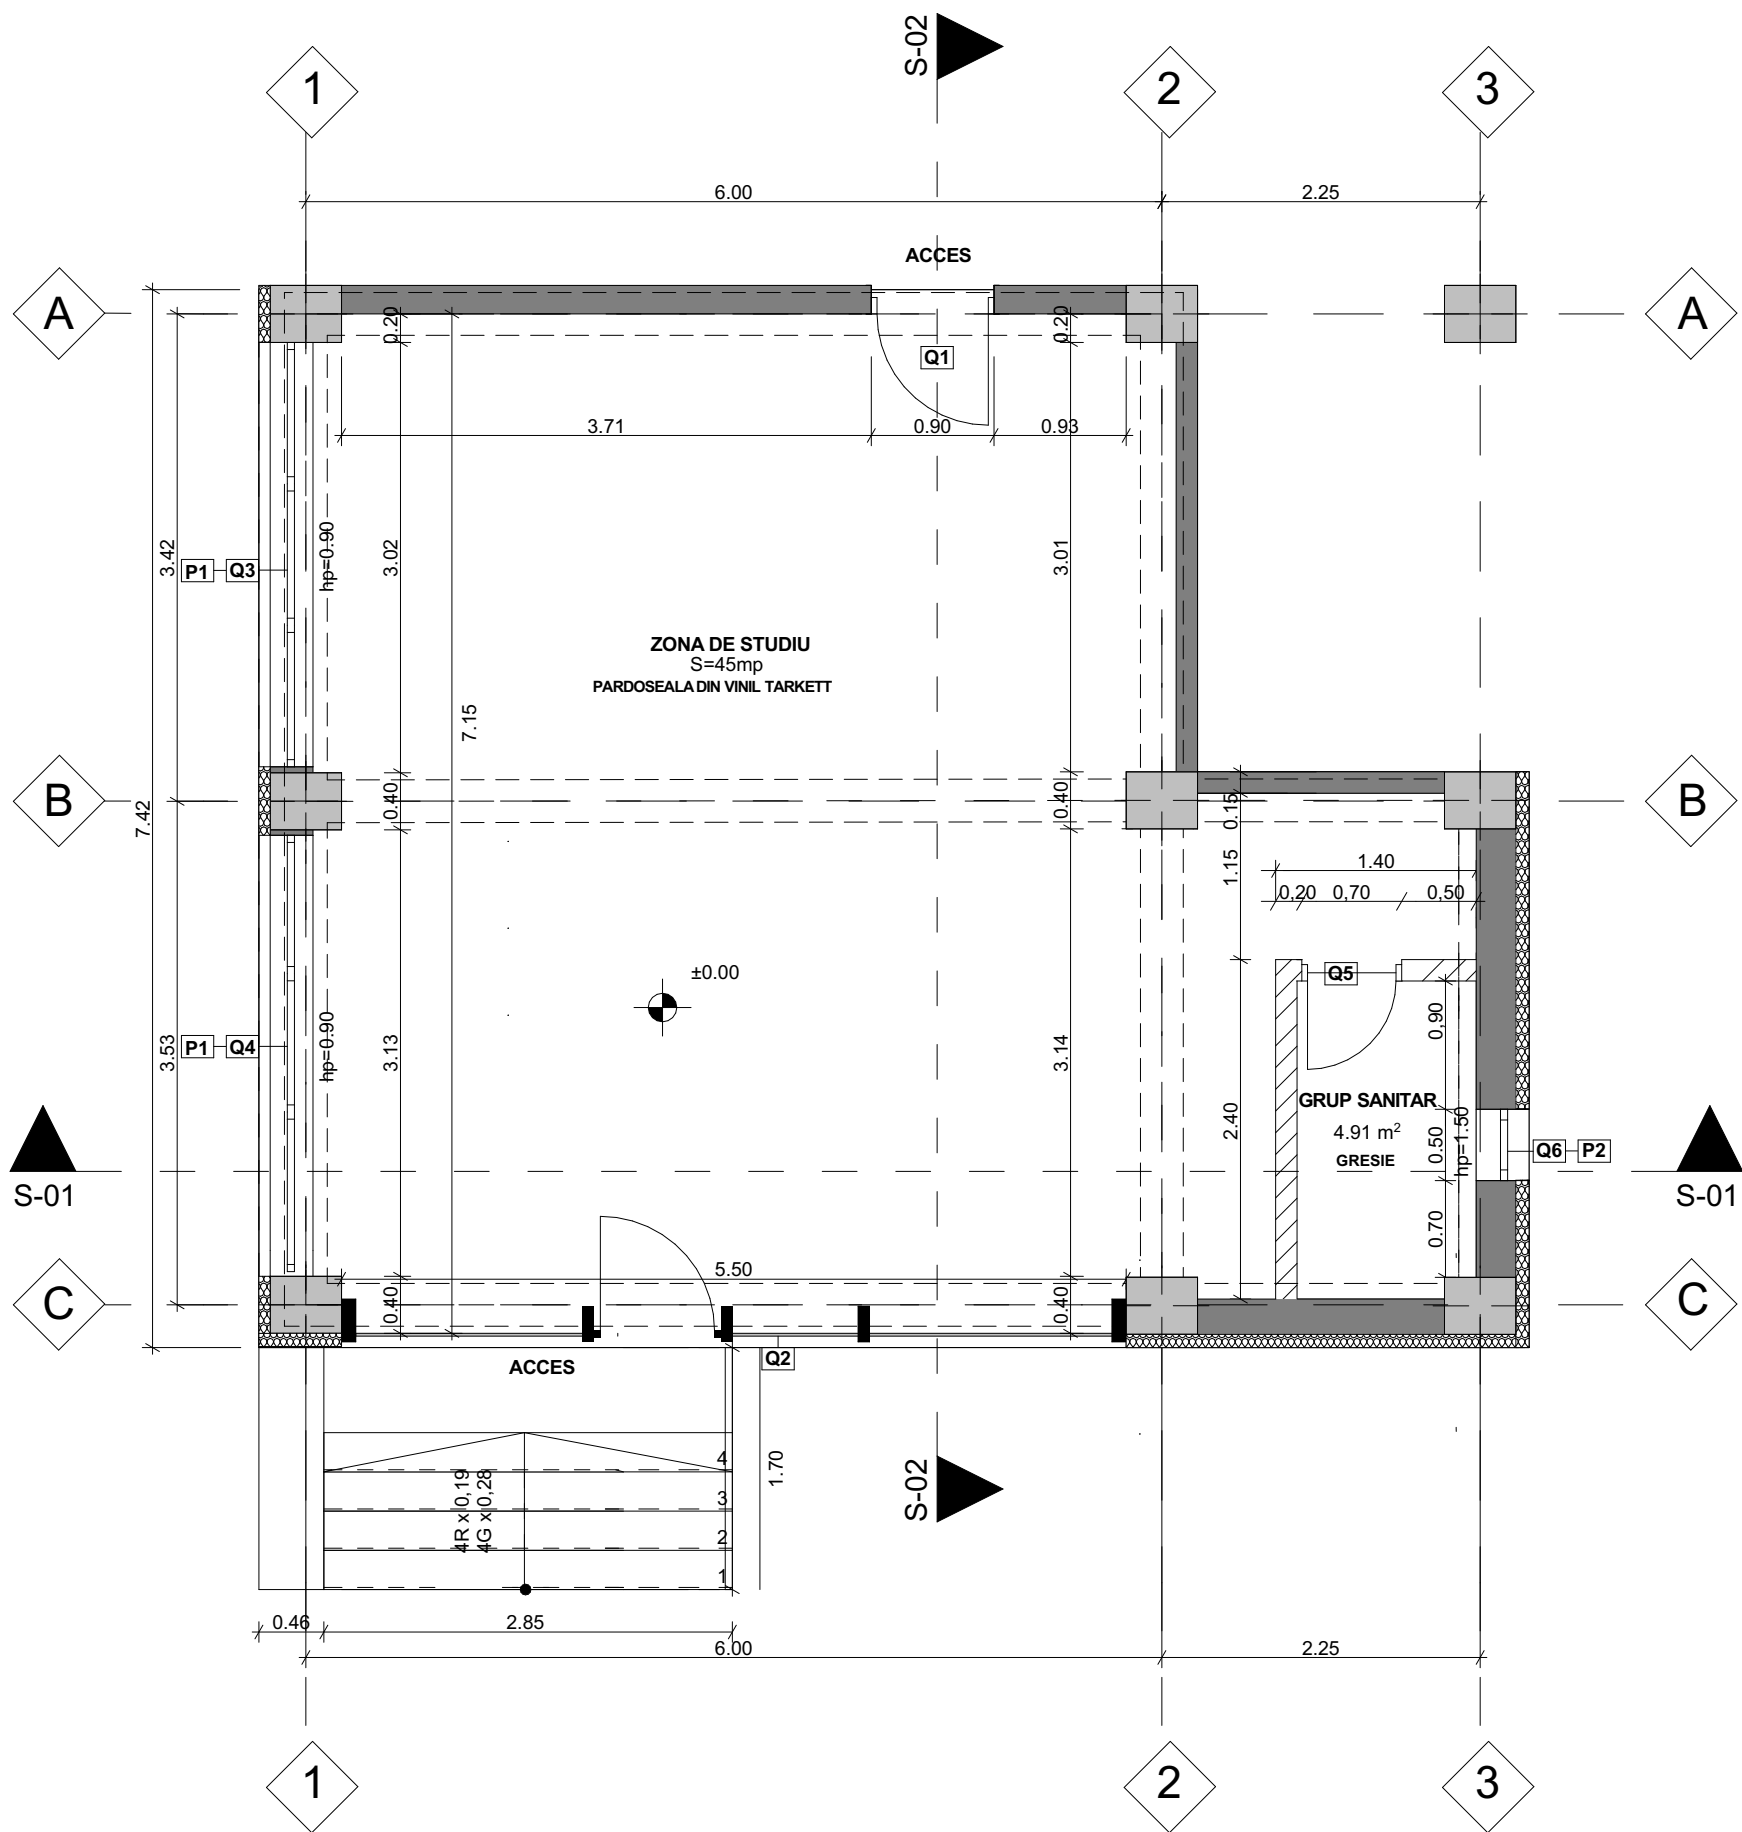 S-02
1
2
3
6.00
2.25
ACCES
A
A
0.20
0.20
Q1
3.71
0.90
0.93
3.42
P1
Q3
hp=0.90
3.02
3.01
ZONA DE STUDIU
S=45mp
PARDOSEALA DIN VINIL TARKETT
7.15
B
B
7.42
0.40
0.40
0.15
1.15
1.40
0,20
0,70
0,50
±0.00
Q5
3.53
P1
Q4
hp=0.90
3.13
3.14
0,90
GRUP SANITAR
4.91 m²
GRESIE
2.40
0.50
hp=1.50
Q6
P2
S-01
S-01
0.70
5.50
C
C
0.40
0.40
ACCES
Q2
4
3
2
1
4R x 0,19
4G x 0,28
1.70
S-02
0.46
2.85
6.00
2.25
1
2
3